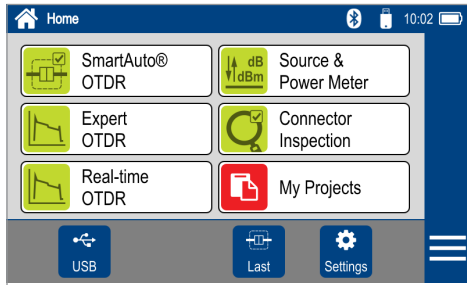 Home
10:02
SmartAuto®
OTDR
dB
dBm
Source &
Power Meter
Expert
OTDR
Connector
Inspection
Real-time
OTDR
My Projects
USB
Last
Settings